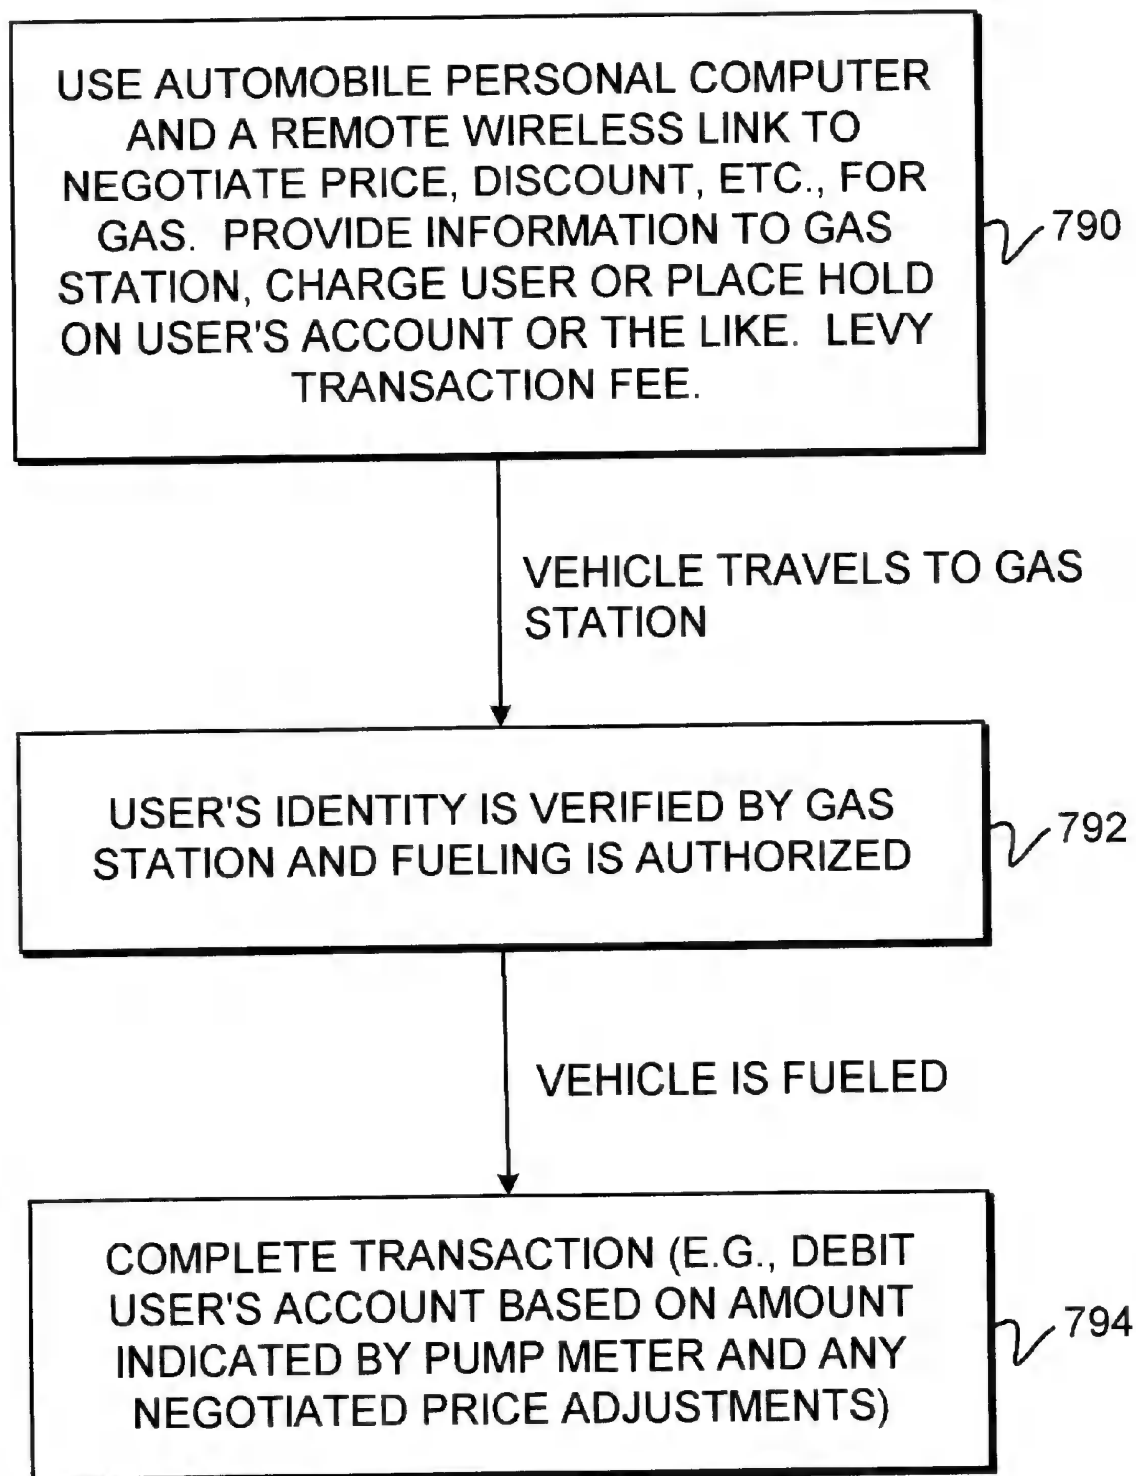 USE AUTOMOBILE PERSONAL COMPUTER
AND A REMOTE WIRELESS LINK TO
NEGOTIATE PRICE, DISCOUNT, ETC., FOR
GAS. PROVIDE INFORMATION TO GAS
STATION, CHARGE USER OR PLACE HOLD
ON USER'S ACCOUNT OR THE LIKE. LEVY
TRANSACTION FEE.
790
VEHICLE TRAVELS TO GAS
STATION
USER'S IDENTITY IS VERIFIED BY GAS
STATION AND FUELING IS AUTHORIZED
792
VEHICLE IS FUELED
COMPLETE TRANSACTION (E.G., DEBIT
USER'S ACCOUNT BASED ON AMOUNT
INDICATED BY PUMP METER AND ANY
NEGOTIATED PRICE ADJUSTMENTS)
794